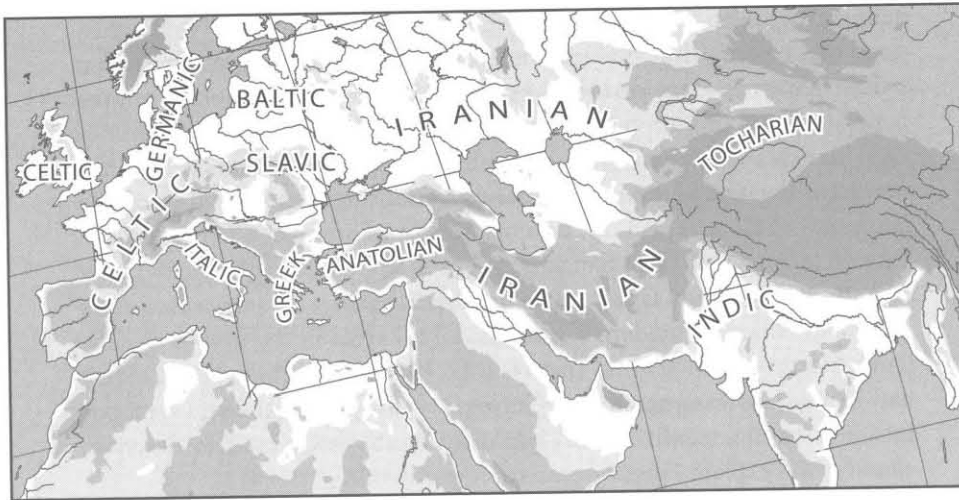 GERMANIC
BALTIC
IRANIAN
TOCHARIAN
CELTIC
SLAVIC
CELTIC
ITALIC
GREEK
ANATOLIAN
IRANIAN
INDIC